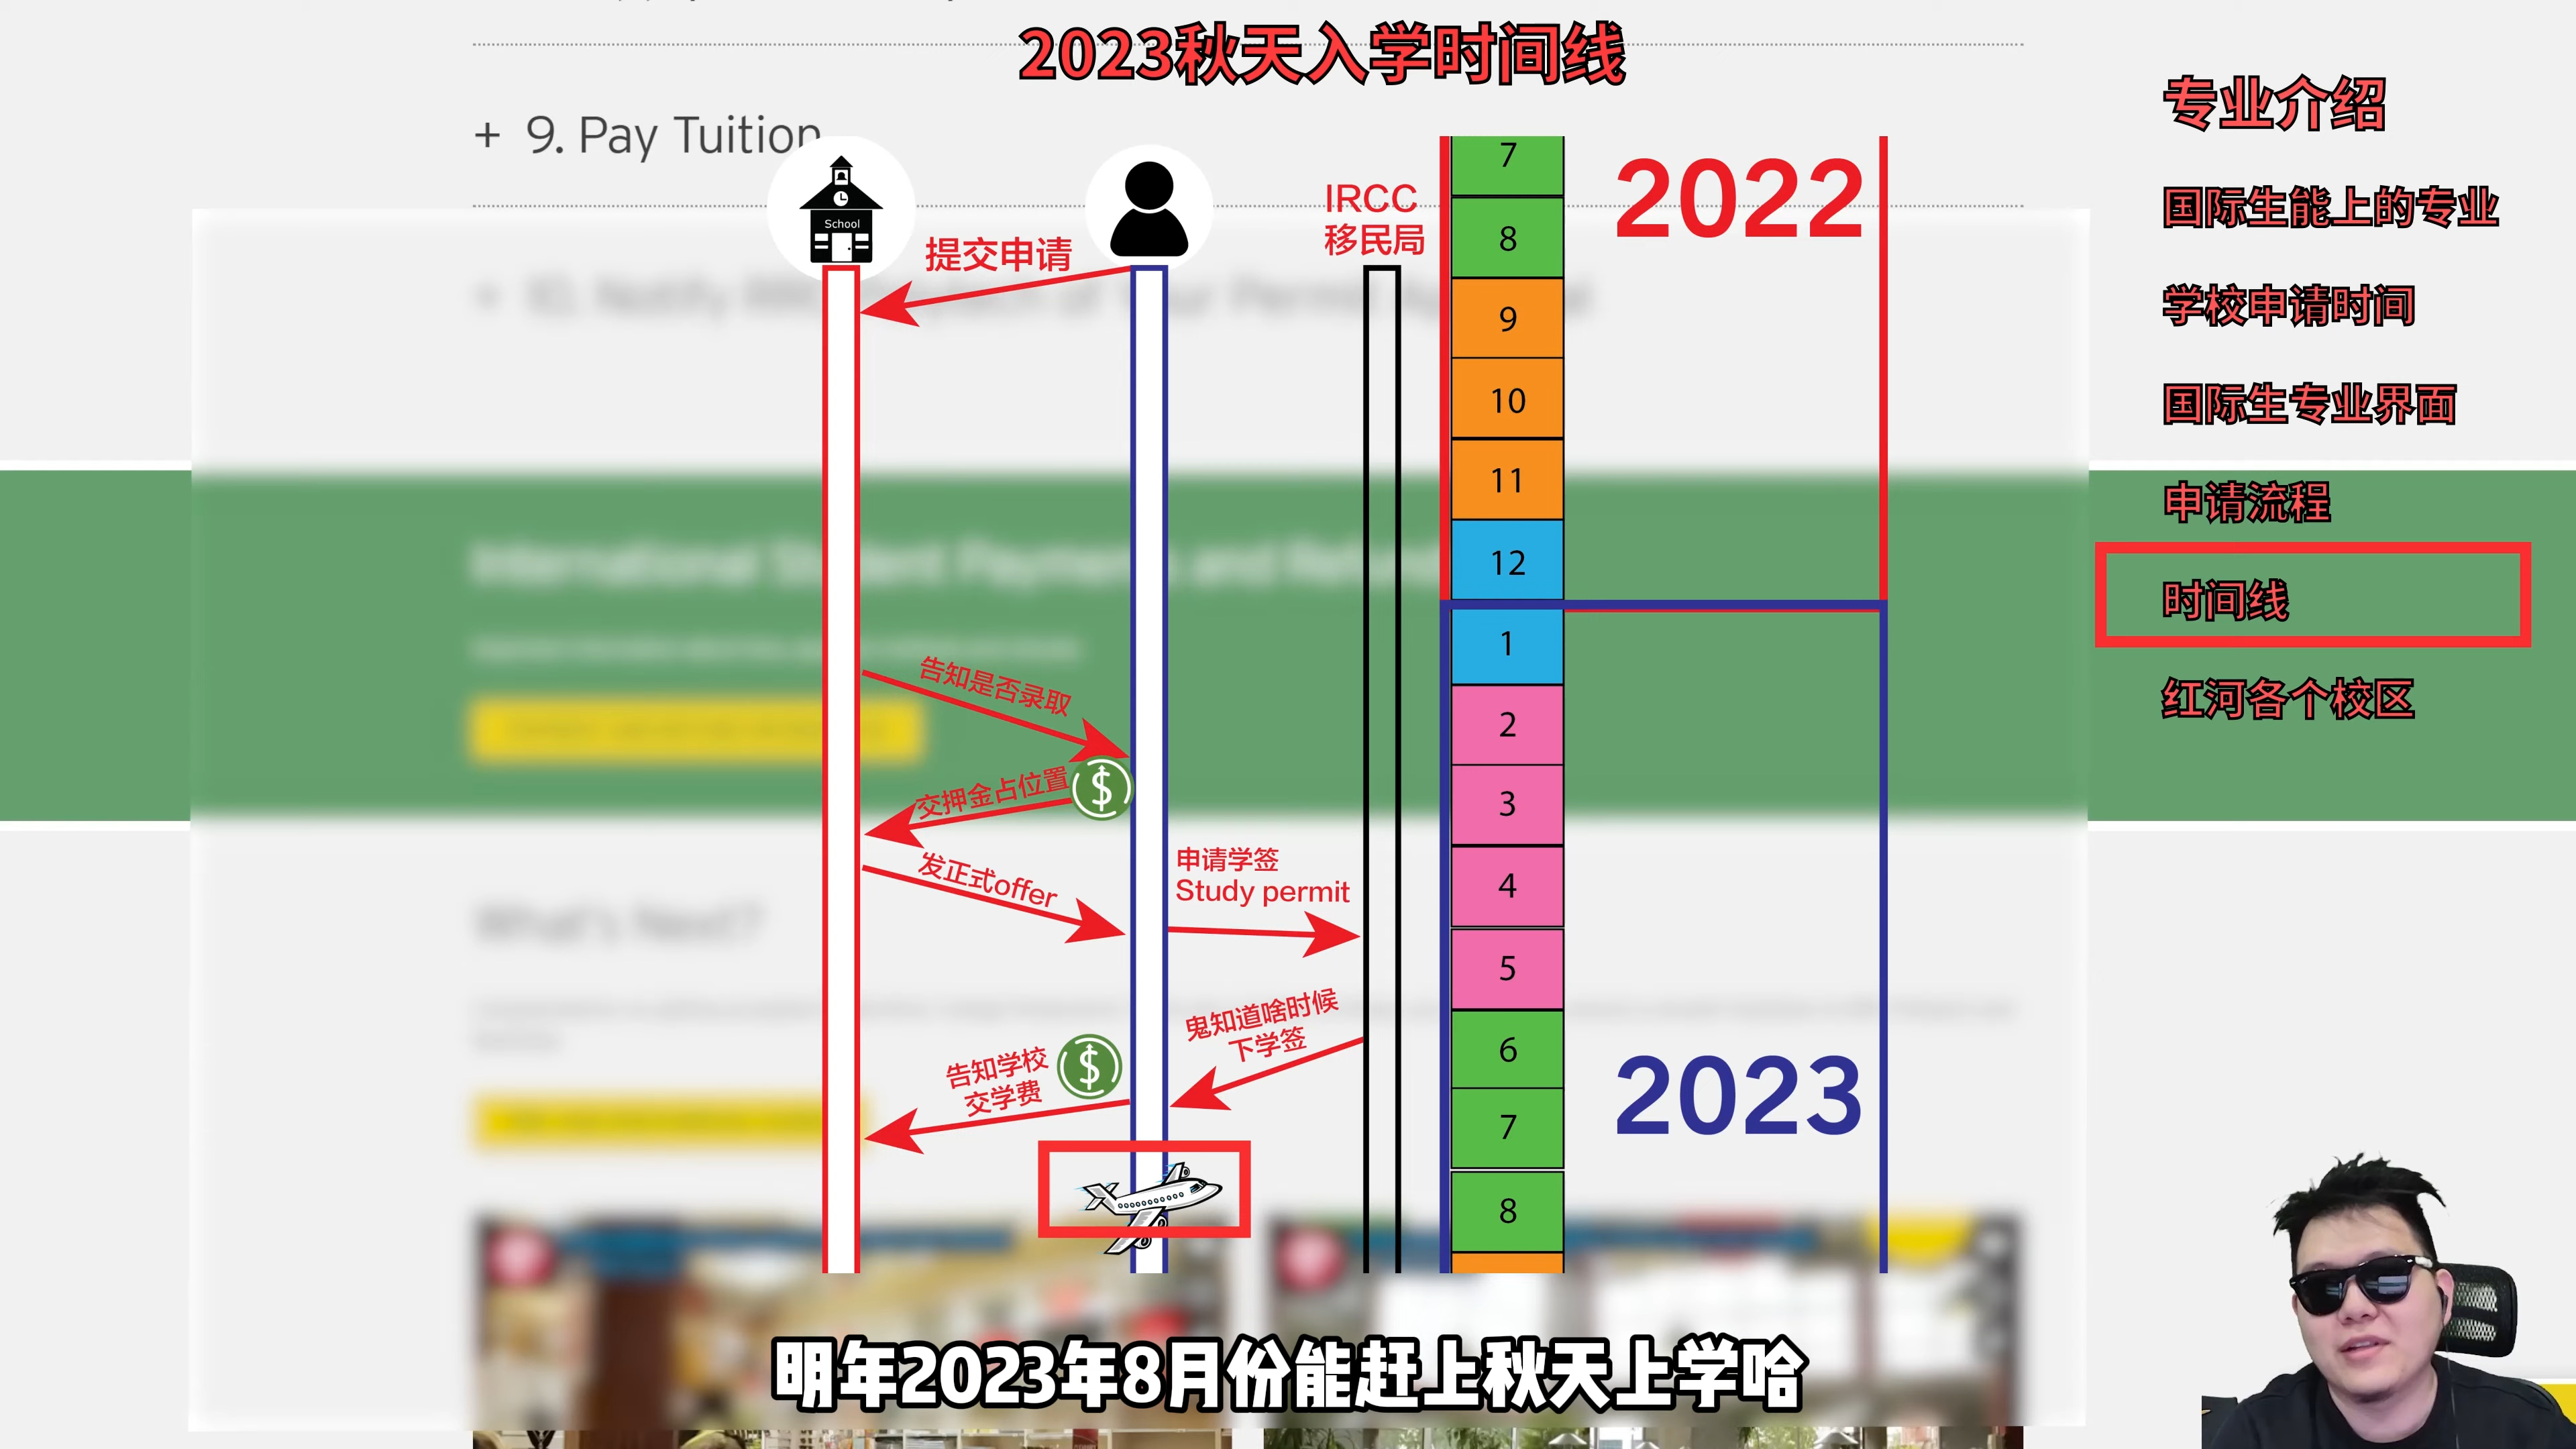 2023秋天入学时间线
+ 9. Pay Tuition
School
提交申请
IRCC
移民局
告知是否录取
交押金占位置
发正式offer
申请学签
Study permit
鬼知道啥时候
下学签
告知学校
交学费
7
8
9
10
11
12
1
2
3
4
5
6
7
8
2022
2023
专业介绍
国际生能上的专业
学校申请时间
国际生专业界面
申请流程
时间线
红河各个校区
International Student Payments and Refund
What's Next?
明年2023年8月份能赶上秋天上学哈